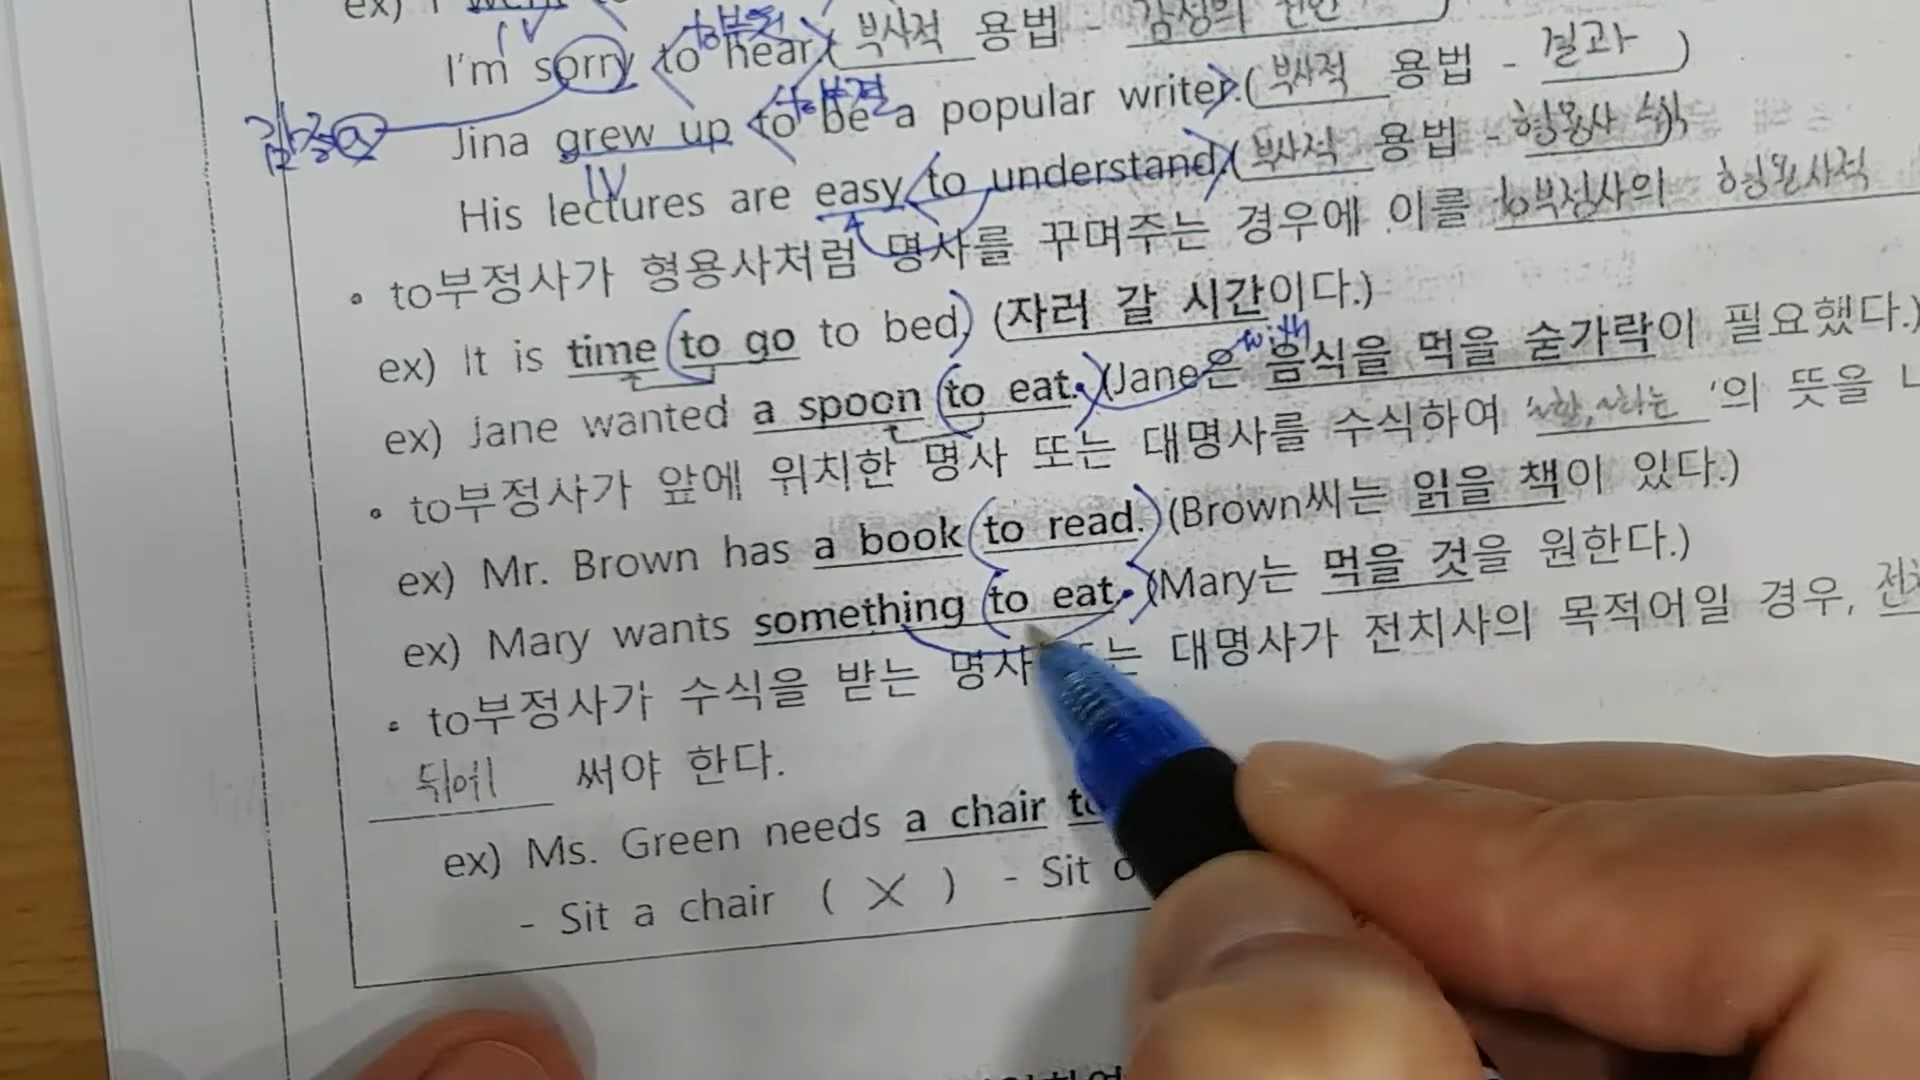 ex) I went
I'm sorry to hear (부사적 용법 - 감정의 원인 )
Jina grew up to be a popular writer.(부사적 용법 - 결과 )
IV
His lectures are easy to understand.(부사적 용법 - 형용사 수식)
• to부정사가 형용사처럼 명사를 꾸며주는 경우에 이를 to부정사의 형용사적
ex) It is time to go to bed, (자러 갈 시간이다.)
with
ex) Jane wanted a spoon to eat. (Jane은 음식을 먹을 숟가락이 필요했다.)
• to부정사가 앞에 위치한 명사 또는 대명사를 수식하여 '~할, ~하는 '의 뜻을
ex) Mr. Brown has a book to read. (Brown씨는 읽을 책이 있다.)
ex) Mary wants something to eat. (Mary는 먹을 것을 원한다.)
• to부정사가 수식을 받는 명사 또는 대명사가 전치사의 목적어일 경우,
뒤에 써야 한다.
ex) Ms. Green needs a chair
- Sit a chair ( X ) - Sit